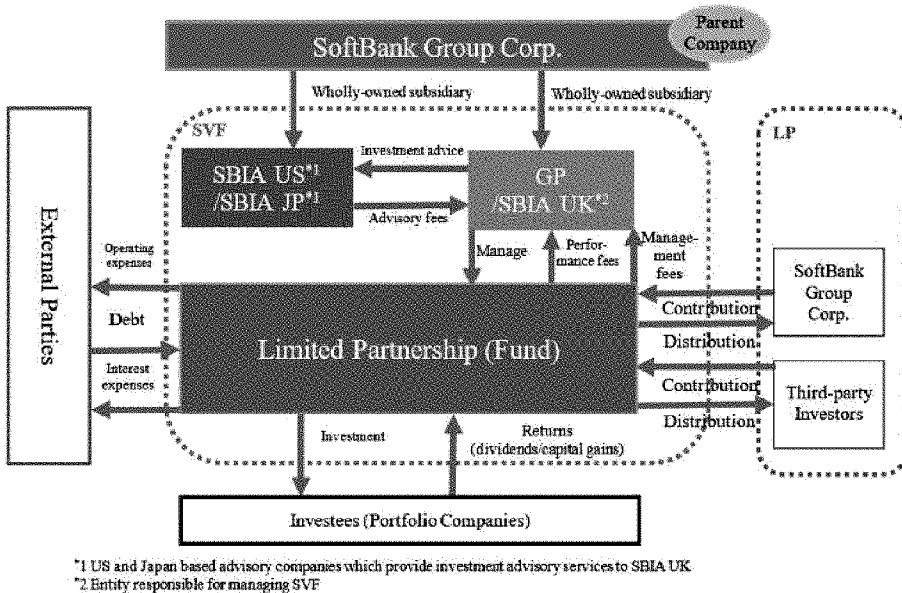 Parent
Company
SoftBank Group Corp.
Wholly-owned subsidiary
Wholly-owned subsidiary
SVF
LP
External Parties
SBIA US*1
/SBIA JP*1
Investment advice
Advisory fees
GP
/SBIA UK*2
Manage
Perfor-
mance fees
Manage-
ment
fees
Operating
expenses
Debt
Interest
expenses
Limited Partnership (Fund)
Contribution
Distribution
SoftBank
Group
Corp.
Contribution
Distribution
Third-party
Investors
Investment
Returns
(dividends/capital gains)
Investees (Portfolio Companies)
*1 US and Japan based advisory companies which provide investment advisory services to SBIA UK
*2 Entity responsible for managing SVF